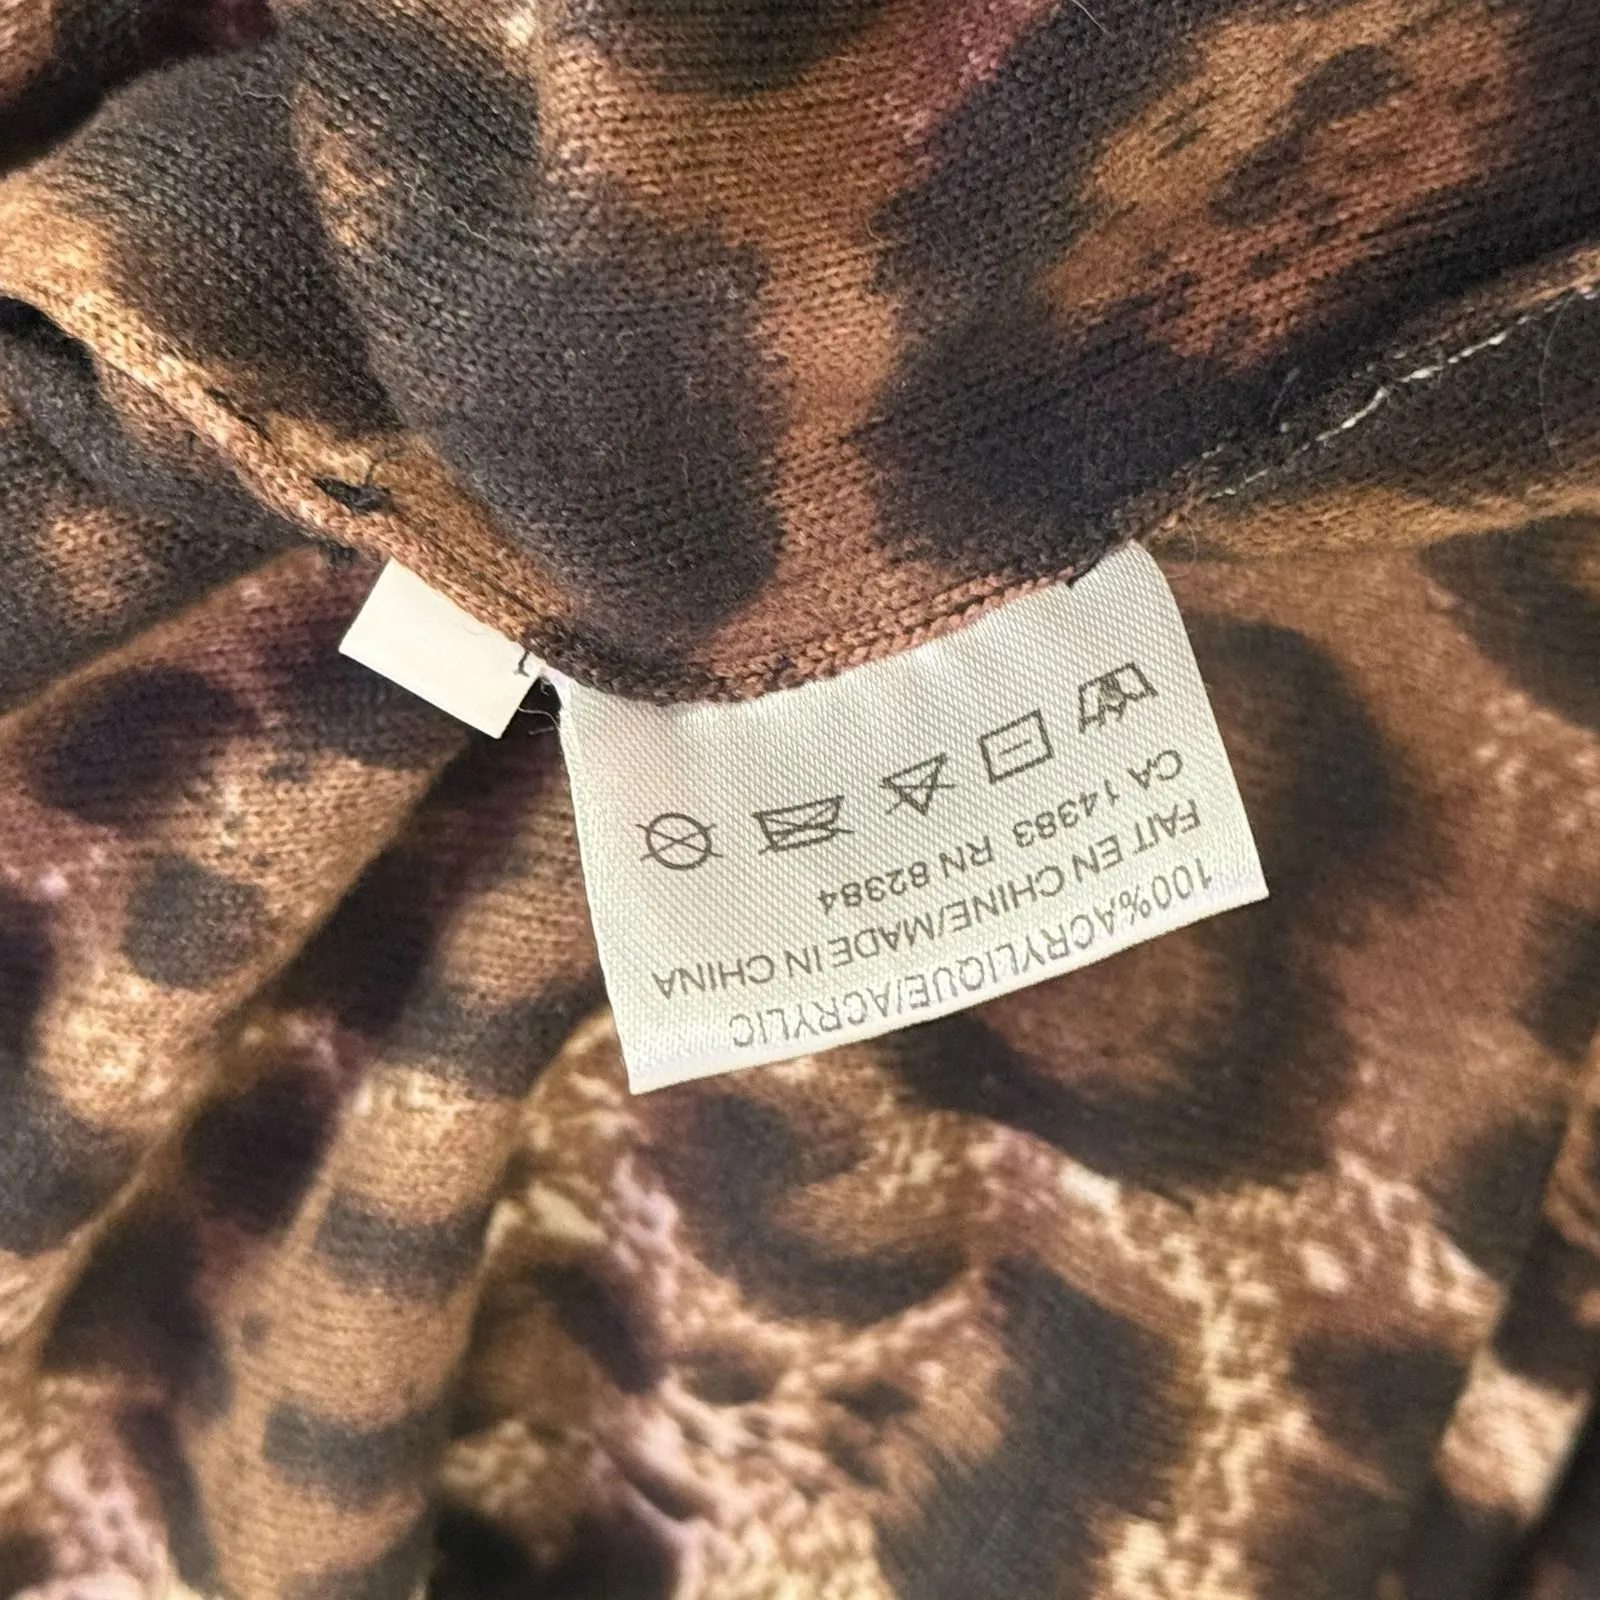 100%ACRYLIQUE/ACRYLIC
FAIT EN CHINE/MADE IN CHINA
CA 14383 RN 82384